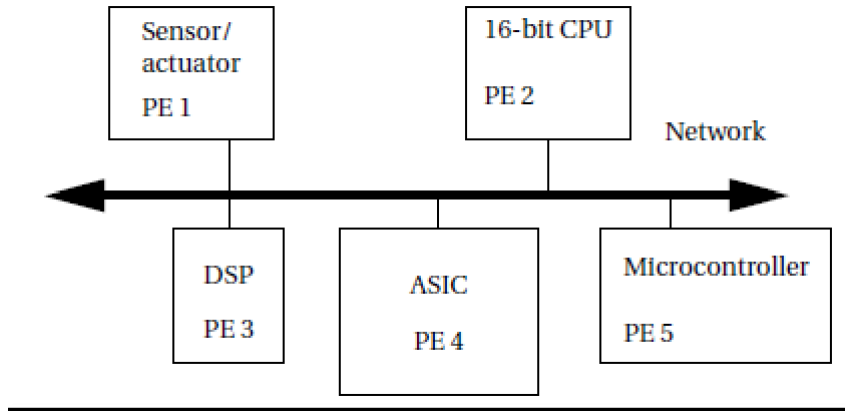 Sensor/
actuator
PE 1
16-bit CPU
PE 2
Network
DSP
PE 3
ASIC
PE 4
Microcontroller
PE 5